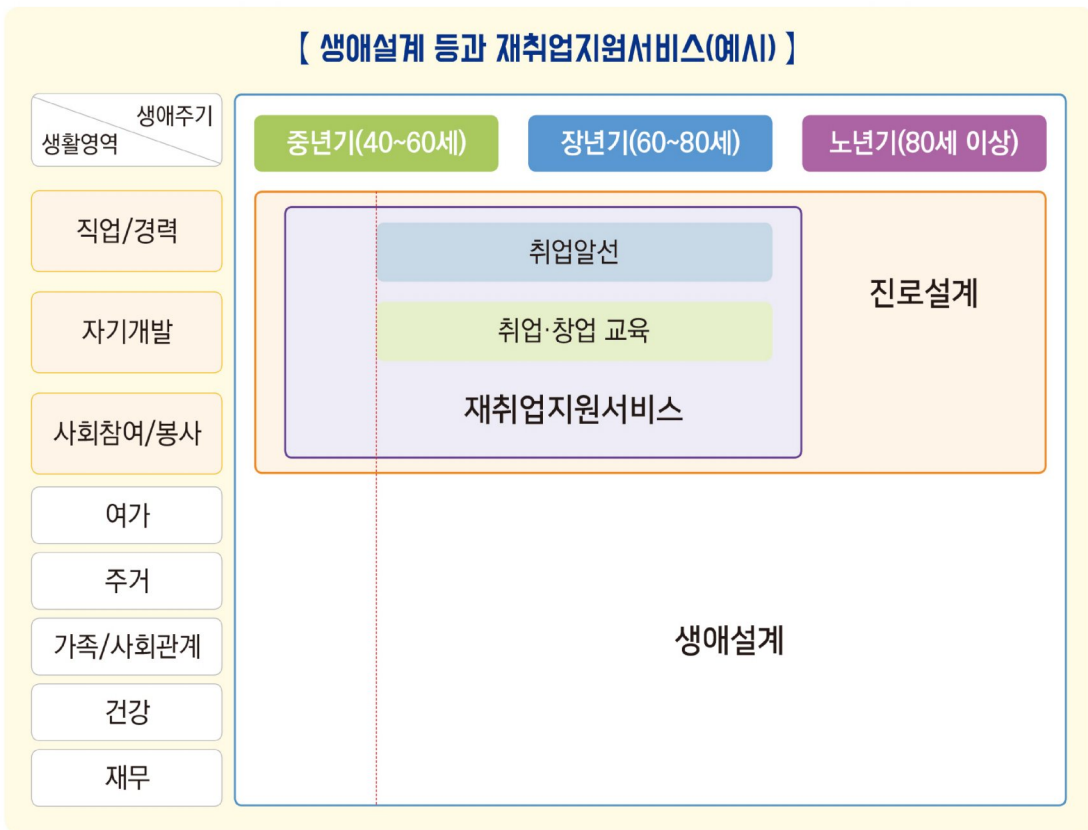 【 생애설계 등과 재취업지원서비스(예시) 】
생애주기
생활영역
중년기(40~60세)
장년기(60~80세)
노년기(80세 이상)
직업/경력
취업알선
진로설계
자기개발
취업·창업 교육
재취업지원서비스
사회참여/봉사
여가
주거
가족/사회관계
생애설계
건강
재무